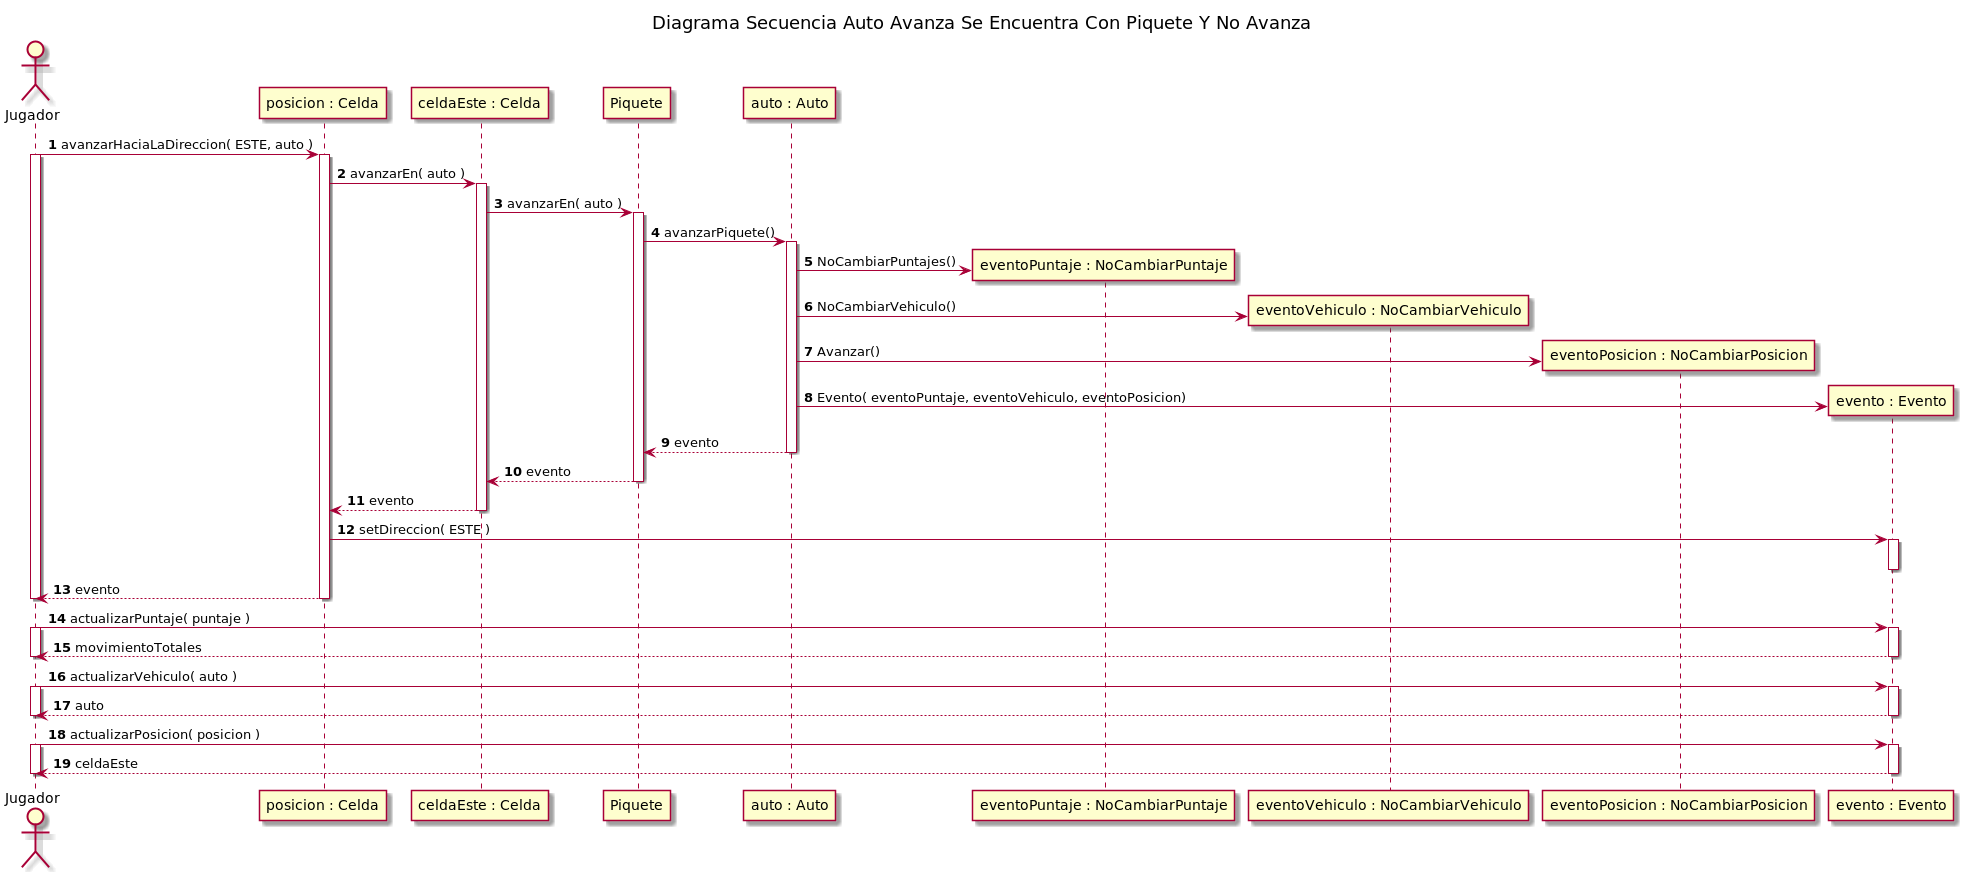 Diagrama Secuencia Auto Avanza Se Encuentra Con Piquete Y No Avanza
Jugador
posicion : Celda
celdaEste : Celda
Piquete
auto : Auto
1 avanzarHaciaLaDireccion( ESTE, auto )
2 avanzarEn( auto )
3 avanzarEn( auto )
4 avanzarPiquete()
5 NoCambiarPuntajes()
eventoPuntaje : NoCambiarPuntaje
6 NoCambiarVehiculo()
eventoVehiculo : NoCambiarVehiculo
7 Avanzar()
eventoPosicion : NoCambiarPosicion
8 Evento( eventoPuntaje, eventoVehiculo, eventoPosicion)
evento : Evento
9 evento
10 evento
11 evento
12 setDireccion( ESTE )
13 evento
14 actualizarPuntaje( puntaje )
15 movimientoTotales
16 actualizarVehiculo( auto )
17 auto
18 actualizarPosicion( posicion )
19 celdaEste
Jugador
posicion : Celda
celdaEste : Celda
Piquete
auto : Auto
eventoPuntaje : NoCambiarPuntaje
eventoVehiculo : NoCambiarVehiculo
eventoPosicion : NoCambiarPosicion
evento : Evento